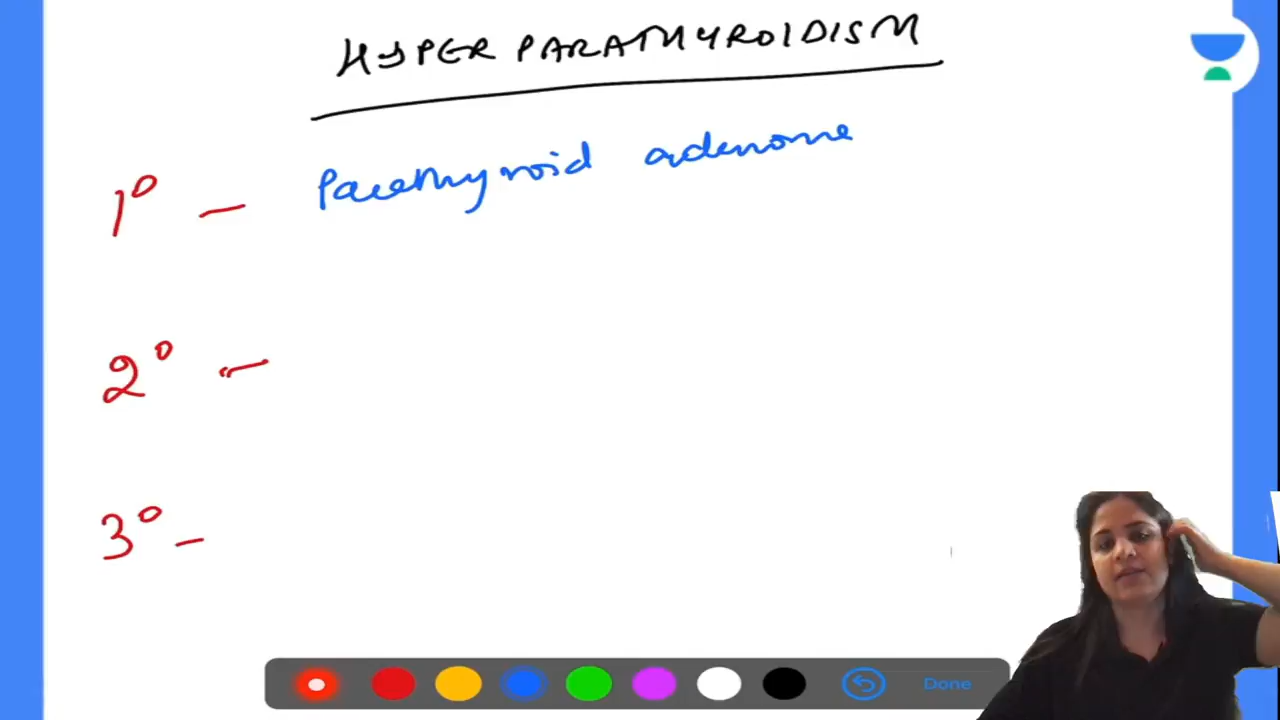 HYPER PARATHYROIDISM
1° - Parathyroid adenoma
2° -
3° -
Done